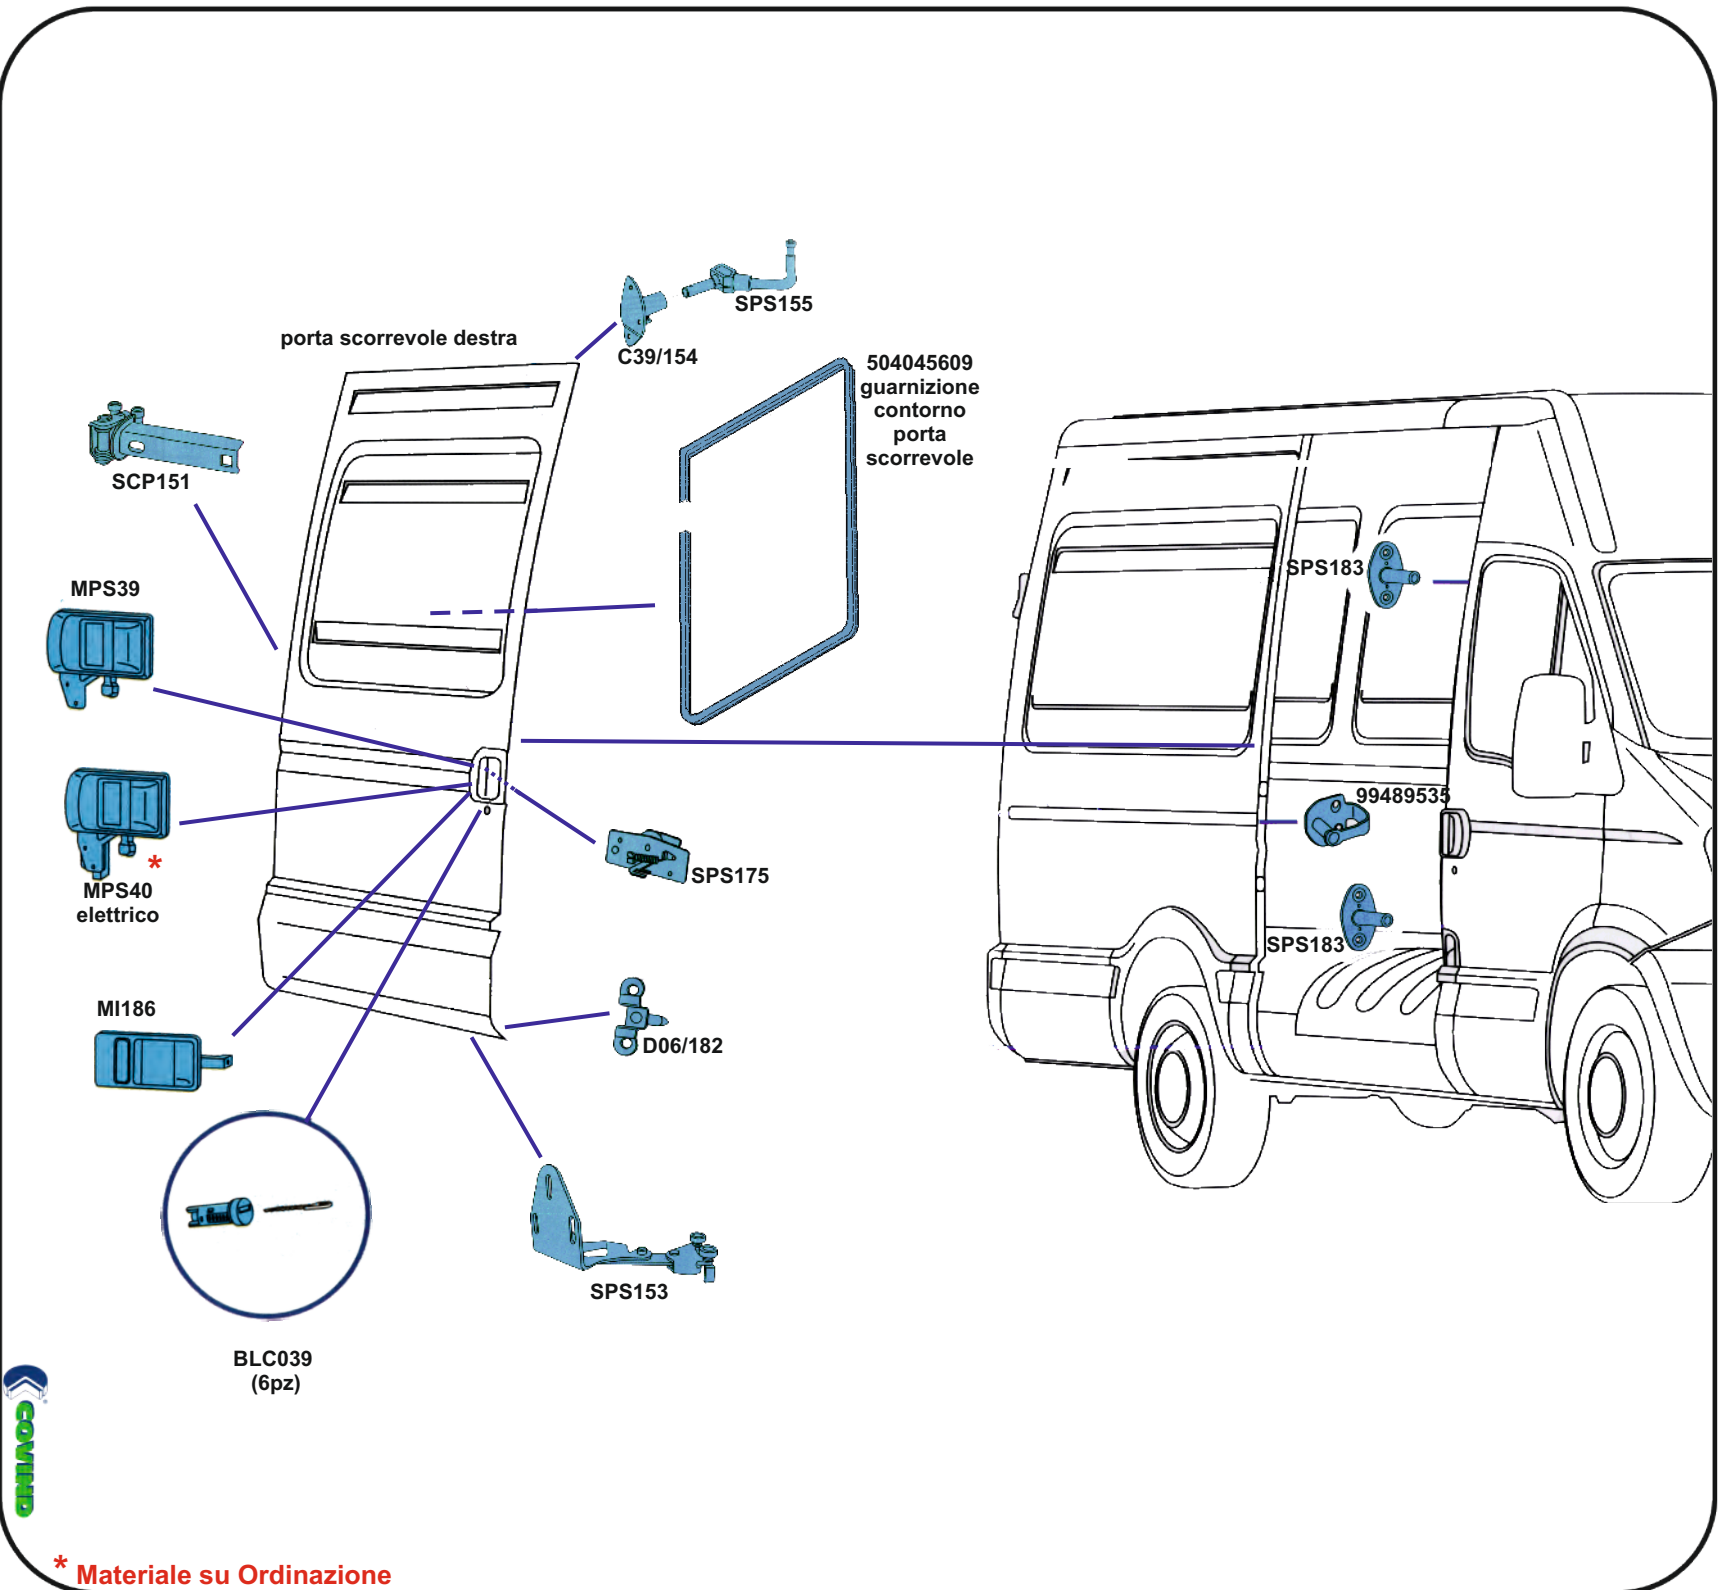 SPS155
porta scorrevole destra
C39/154
504045609
guarnizione
contorno
porta
scorrevole
SCP151
SPS183
MPS39
99489535
SPS175
MPS40
elettrico
*
SPS183
MI186
D06/182
SPS153
BLC039
(6pz)
COVIND
* Materiale su Ordinazione